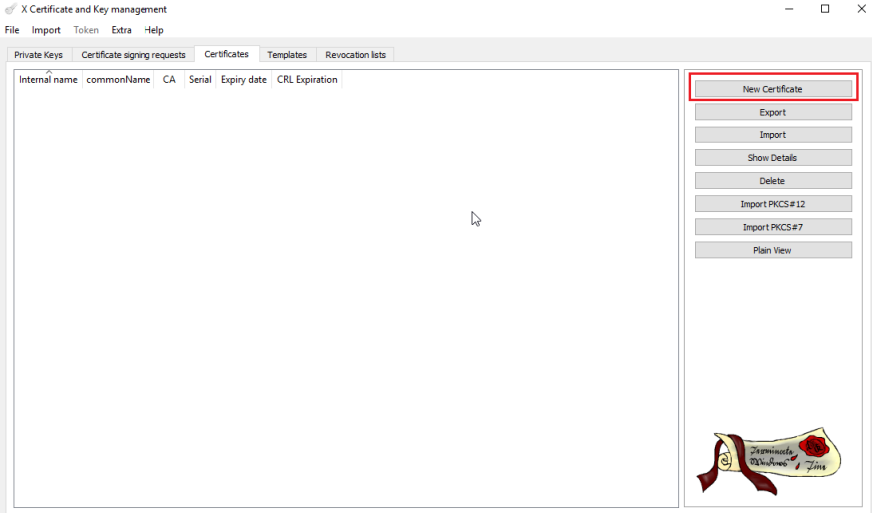 X Certificate and Key management
File Import Token Extra Help
Private Keys Certificate signing requests Certificates Templates Revocation lists
Internal name commonName CA Serial Expiry date CRL Expiration
New Certificate
Export
Import
Show Details
Delete
Import PKCS#12
Import PKCS#7
Plain View